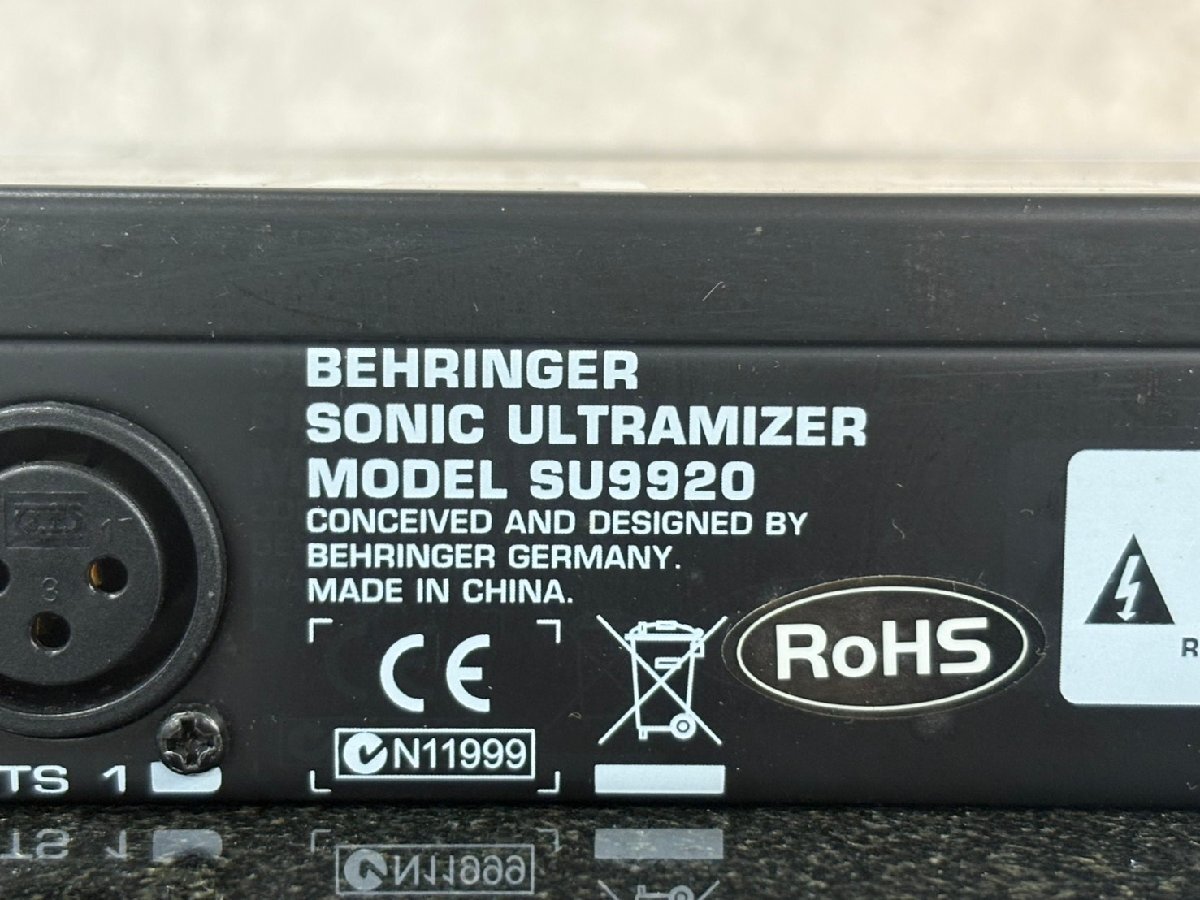 BEHRINGER
SONIC ULTRAMIZER
MODEL SU9920
CONCEIVED AND DESIGNED BY
BEHRINGER GERMANY.
MADE IN CHINA.
CE
N11999
RoHS
R
3
TS 1